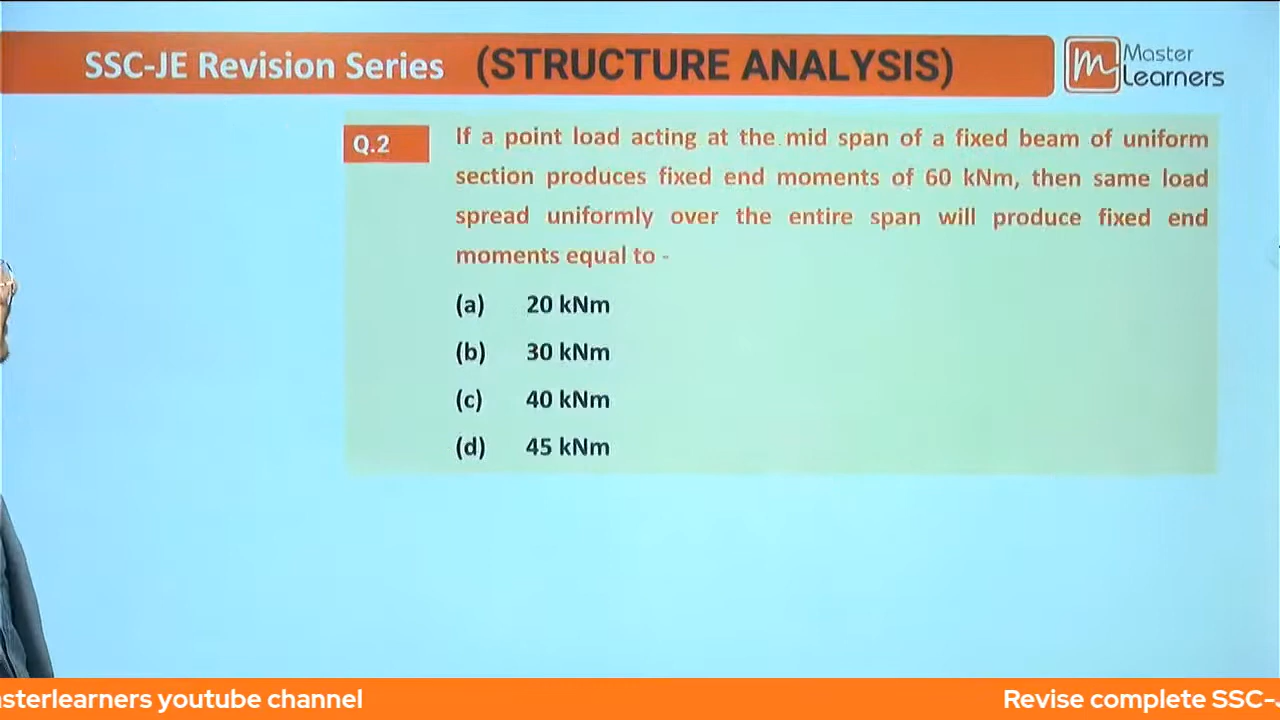 SSC-JE Revision Series (STRUCTURE ANALYSIS)
m Master
Learners
Q.2 If a point load acting at the mid span of a fixed beam of uniform
section produces fixed end moments of 60 kNm, then same load
spread uniformly over the entire span will produce fixed end
moments equal to -
(a) 20 kNm
(b) 30 kNm
(c) 40 kNm
(d) 45 kNm
asterlearners youtube channel Revise complete SSC-J